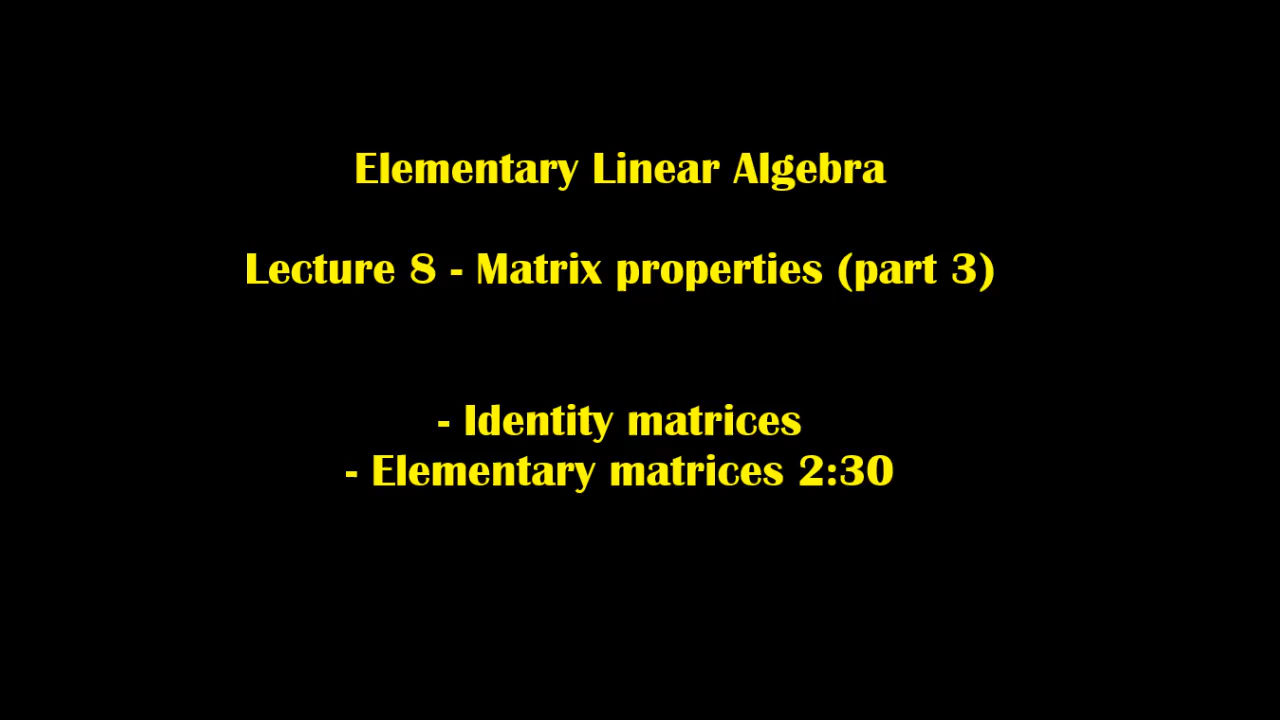 Elementary Linear Algebra
Lecture 8 - Matrix properties (part 3)
- Identity matrices
- Elementary matrices 2:30